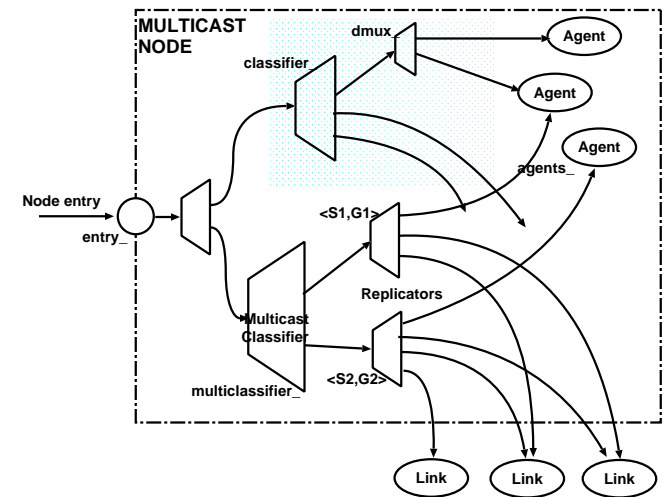 MULTICAST
NODE
dmux_
Agent
classifier_
Agent
Agent
agents_
Node entry
<S1,G1>
entry_
Replicators
Multicast
Classifier
<S2,G2>
multiclassifier_
Link
Link
Link